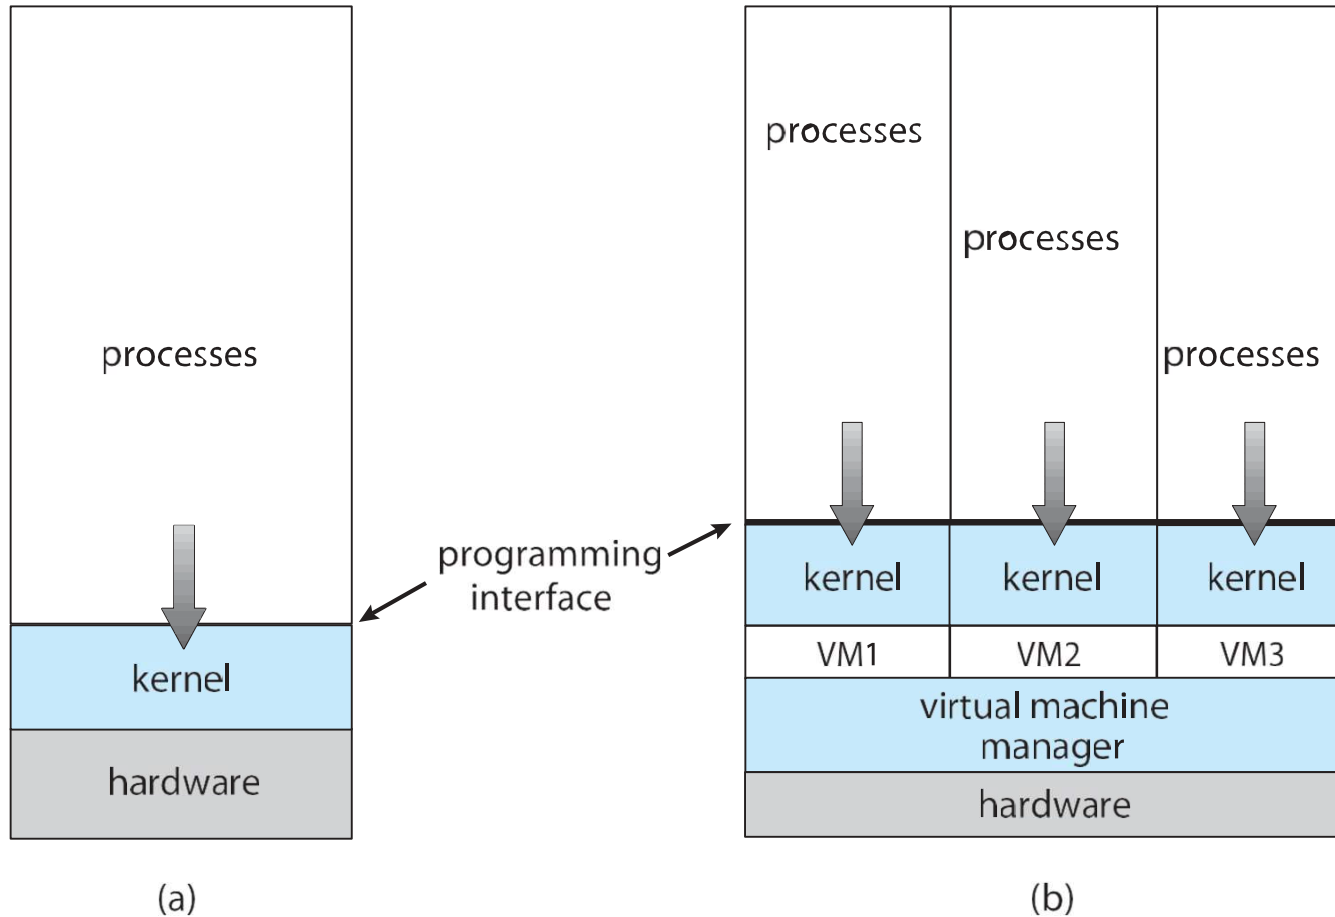 processes
kernel
hardware
(a)
programming
interface
processes
processes
processes
kernel
kernel
kernel
VM1
VM2
VM3
virtual machine
manager
hardware
(b)